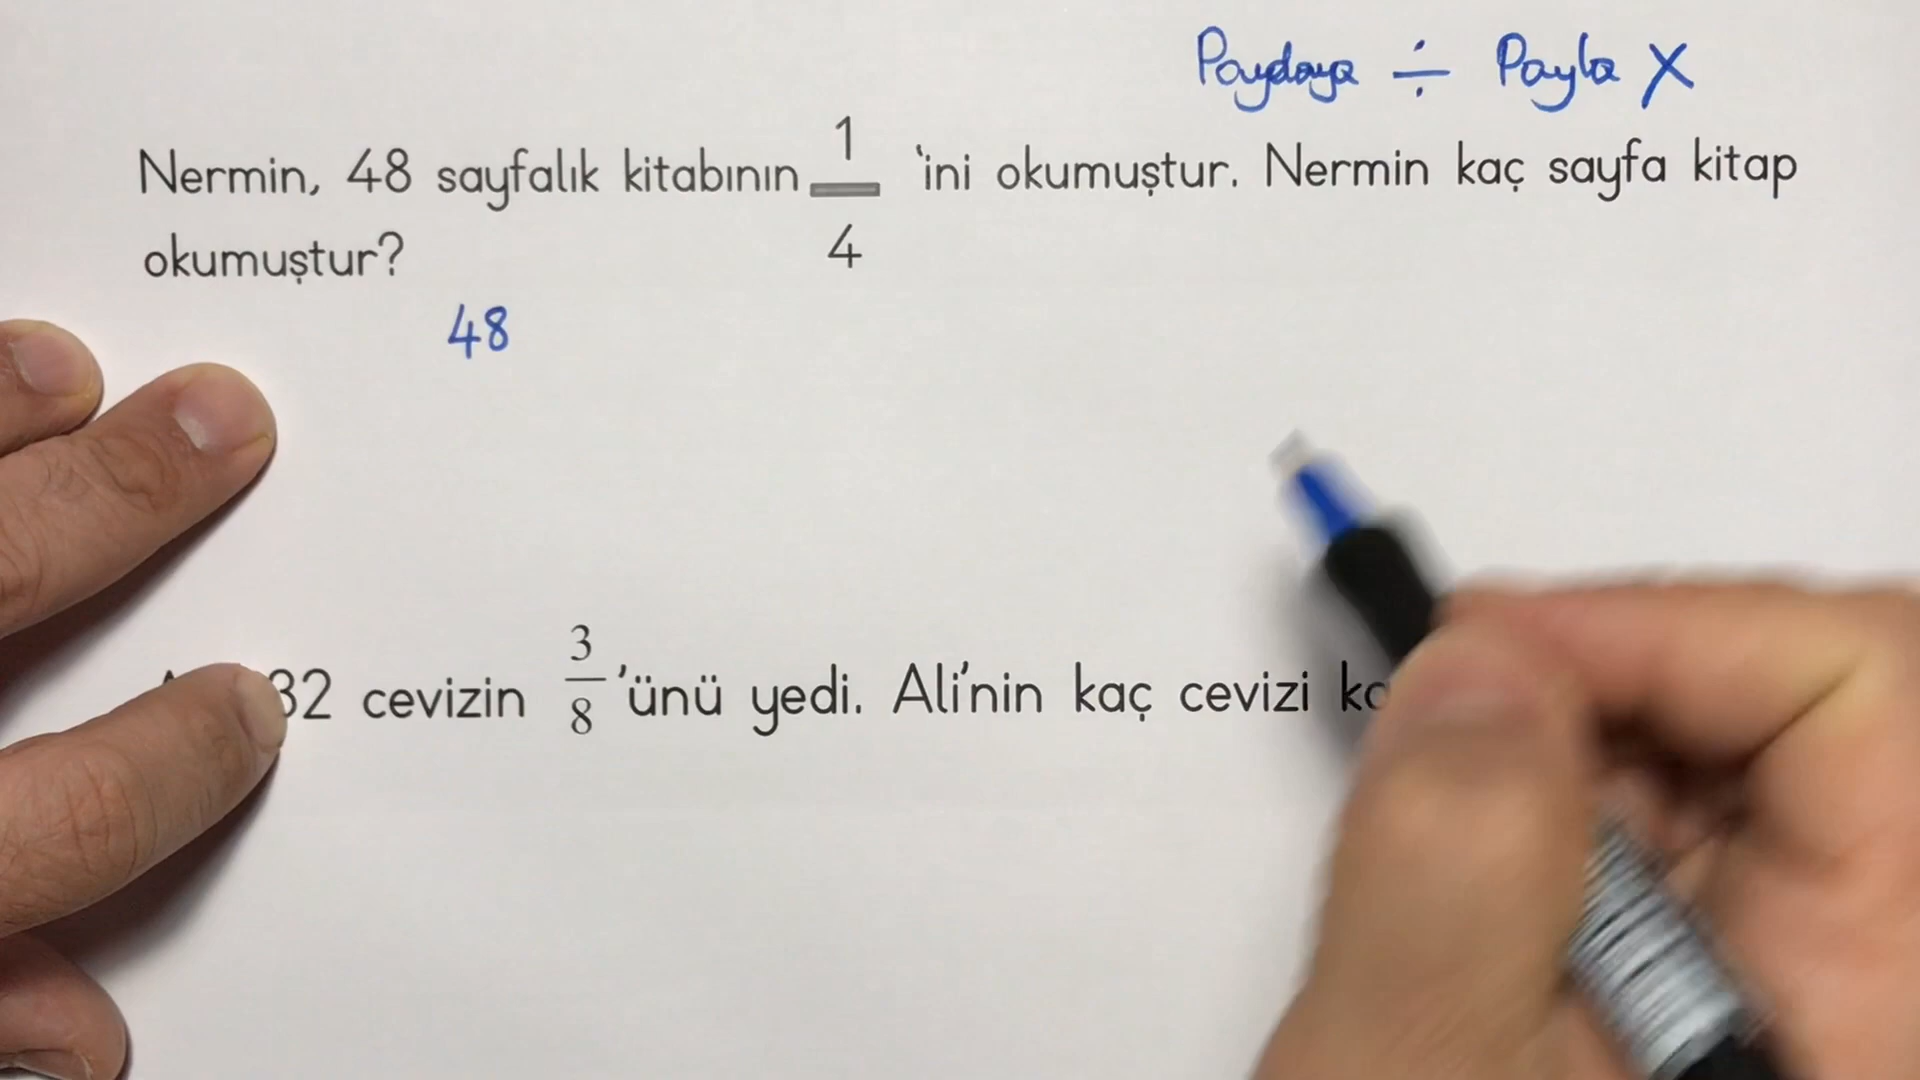 Paydaya ÷ Payla X
Nermin, 48 sayfalık kitabının 1/4 'ini okumuştur. Nermin kaç sayfa kitap
okumuştur?
48
32 cevizin 3/8 'ünü yedi. Ali'nin kaç cevizi